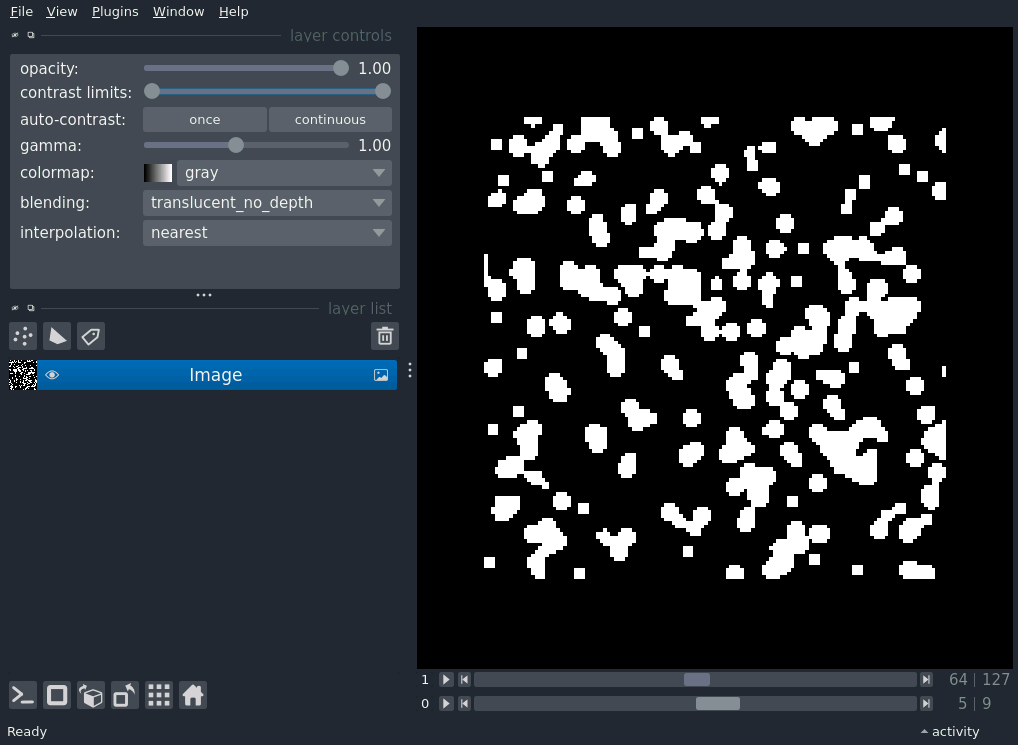 File View Plugins Window Help
layer controls
opacity: 1.00
contrast limits:
auto-contrast: once continuous
gamma: 1.00
colormap: gray
blending: translucent_no_depth
interpolation: nearest
layer list
Image
1 64 | 127
0 5 | 9
Ready activity